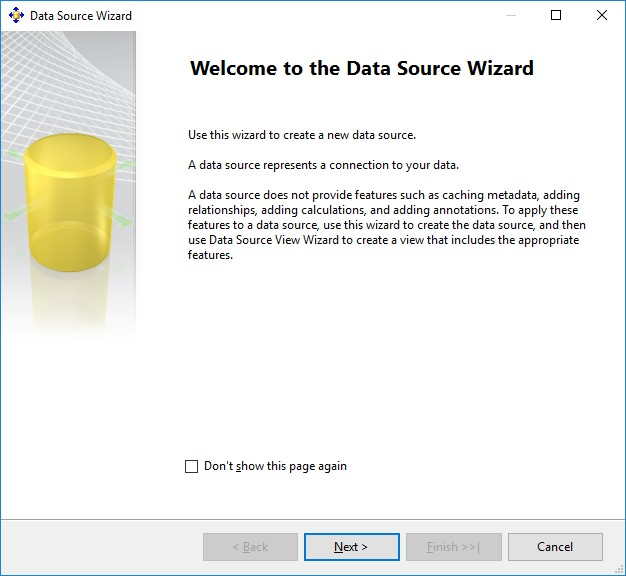 Data Source Wizard
Welcome to the Data Source Wizard
Use this wizard to create a new data source.
A data source represents a connection to your data.
A data source does not provide features such as caching metadata, adding
relationships, adding calculations, and adding annotations. To apply these
features to a data source, use this wizard to create the data source, and then
use Data Source View Wizard to create a view that includes the appropriate
features.
Don't show this page again
< Back
Next >
Finish >>|
Cancel